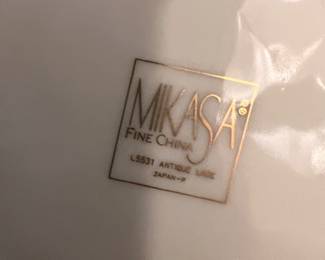 MIKASA®
FINE CHINA
L5531 ANTIQUE LACE
JAPAN-P